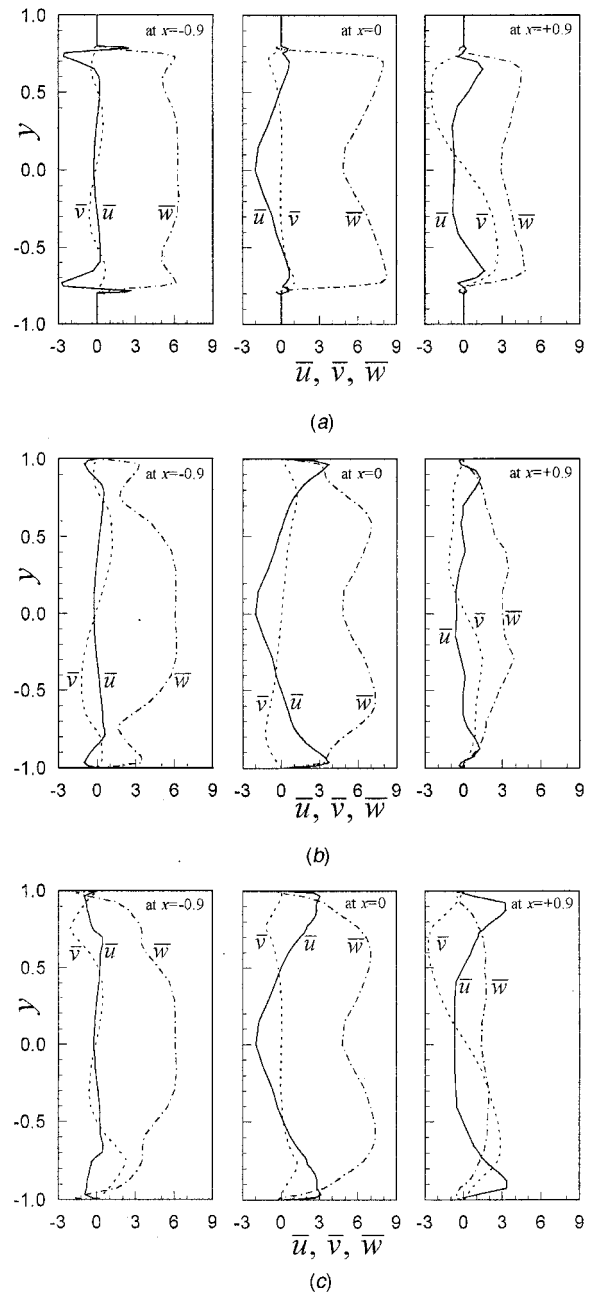 at x=-0.9 at x=0 at x=+0.9
1.0
0.5
y 0.0
v̅ u̅ w̅ u̅ v̅ w̅ u̅ v̅ w̅
-0.5
-1.0
-3 0 3 6 9 -3 0 3 6 9 -3 0 3 6 9
u̅, v̅, w̅
(a)
1.0 at x=-0.9 at x=0 at x=+0.9
0.5
y 0.0
v̅ u̅ w̅ v̅ u̅ w̅ u̅ v̅ w̅
-0.5
-1.0
-3 0 3 6 9 -3 0 3 6 9 -3 0 3 6 9
u̅, v̅, w̅
(b)
1.0 at x=-0.9 at x=0 at x=+0.9
v̅ u̅ w̅ v̅ u̅ w̅ v̅ u̅ w̅
0.5
y 0.0
-0.5
-1.0
-3 0 3 6 9 -3 0 3 6 9 -3 0 3 6 9
u̅, v̅, w̅
(c)